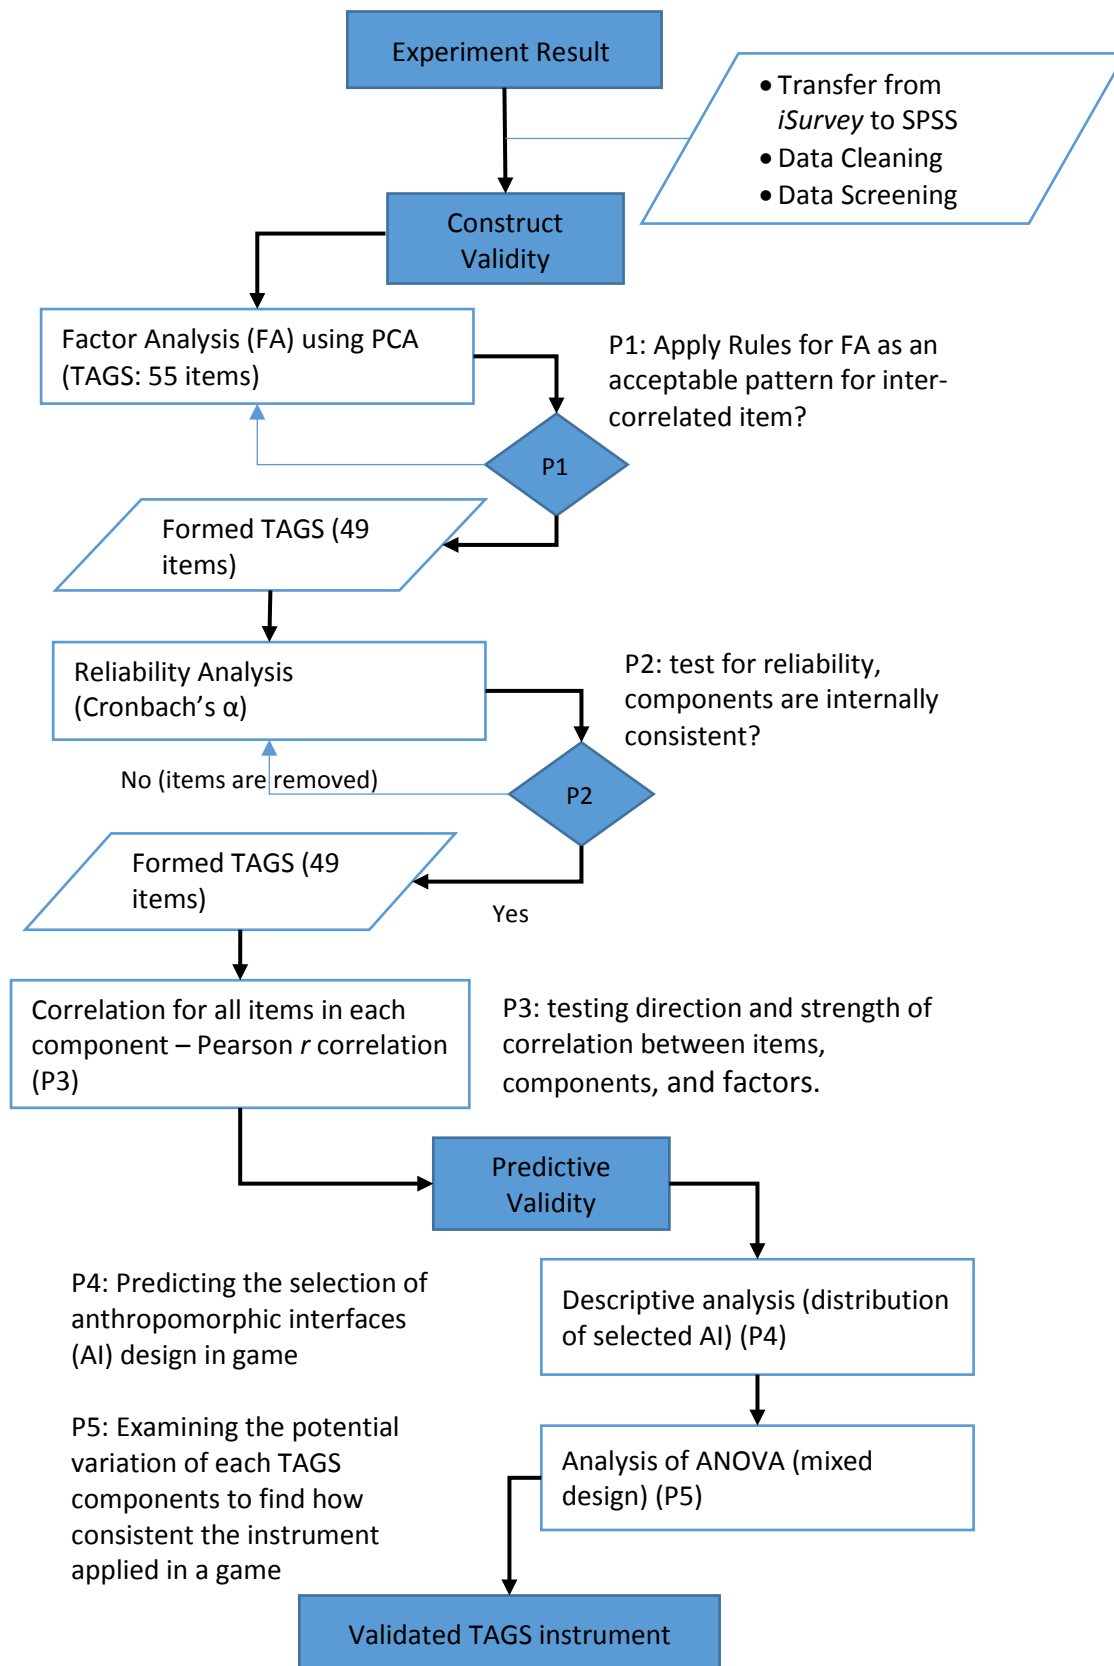 Experiment Result
• Transfer from
iSurvey to SPSS
• Data Cleaning
• Data Screening
Construct
Validity
Factor Analysis (FA) using PCA
(TAGS: 55 items)
P1: Apply Rules for FA as an
acceptable pattern for inter-
correlated item?
P1
Formed TAGS (49
items)
Reliability Analysis
(Cronbach’s α)
P2: test for reliability,
components are internally
consistent?
No (items are removed)
P2
Formed TAGS (49
items)
Yes
Correlation for all items in each
component – Pearson r correlation
(P3)
P3: testing direction and strength of
correlation between items,
components, and factors.
Predictive
Validity
P4: Predicting the selection of
anthropomorphic interfaces
(AI) design in game
Descriptive analysis (distribution
of selected AI) (P4)
P5: Examining the potential
variation of each TAGS
components to find how
consistent the instrument
applied in a game
Analysis of ANOVA (mixed
design) (P5)
Validated TAGS instrument